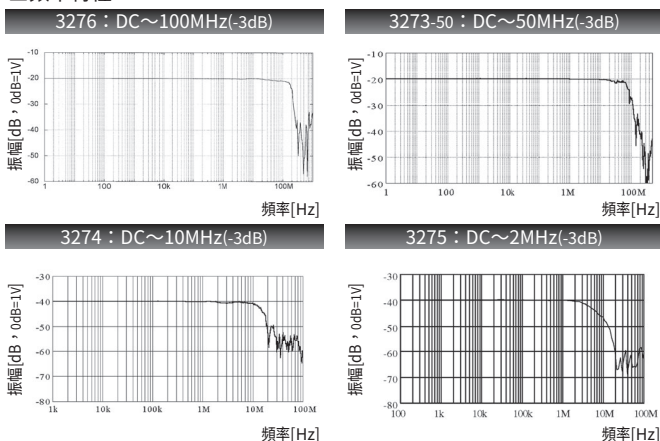 3276：DC～100MHz(-3dB)
3273-50：DC～50MHz(-3dB)
振幅[dB，0dB=1V]
-10
-20
-30
-40
-50
-60
1
100
10k
1M
100M
頻率[Hz]
振幅[dB，0dB=1V]
-10
-20
-30
-40
-50
-60
1
100
10k
1M
100M
頻率[Hz]
3274：DC～10MHz(-3dB)
3275：DC～2MHz(-3dB)
振幅[dB，0dB=1V]
-30
-40
-50
-60
-70
-80
1k
10k
100k
1M
10M
100M
頻率[Hz]
振幅[dB，0dB=1V]
-30
-40
-50
-60
-70
-80
100
1k
10k
100k
1M
10M
100M
頻率[Hz]